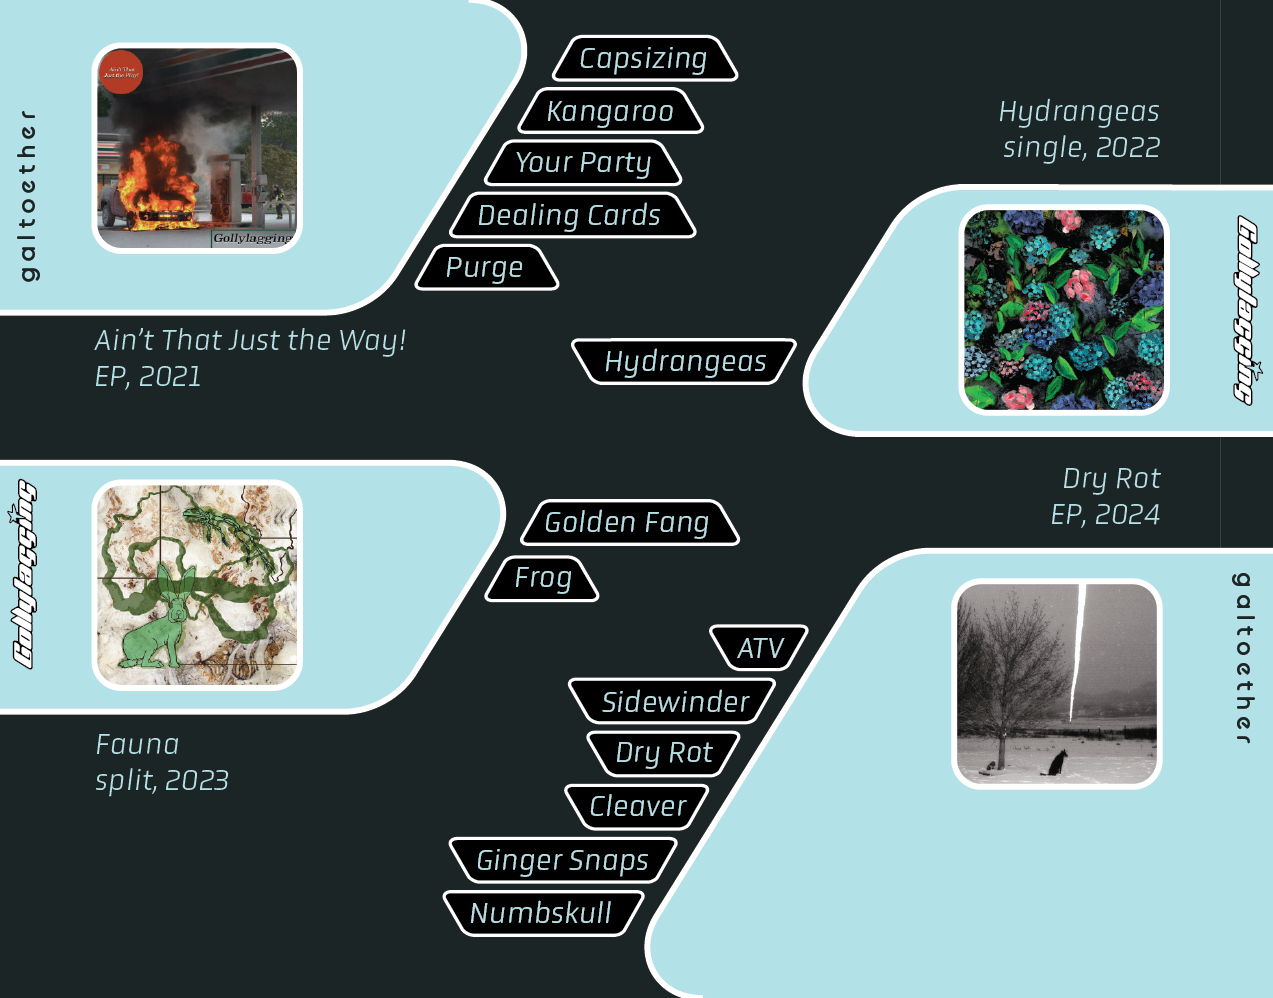 galtoether
Ain't That
Just the Way!
Gollylagging
Ain't That Just the Way!
EP, 2021
Capsizing
Kangaroo
Your Party
Dealing Cards
Purge
Hydrangeas
single, 2022
Hydrangeas
Gollylagging
Gollylagging
Fauna
split, 2023
Golden Fang
Frog
Dry Rot
EP, 2024
ATV
Sidewinder
Dry Rot
Cleaver
Ginger Snaps
Numbskull
galtoether